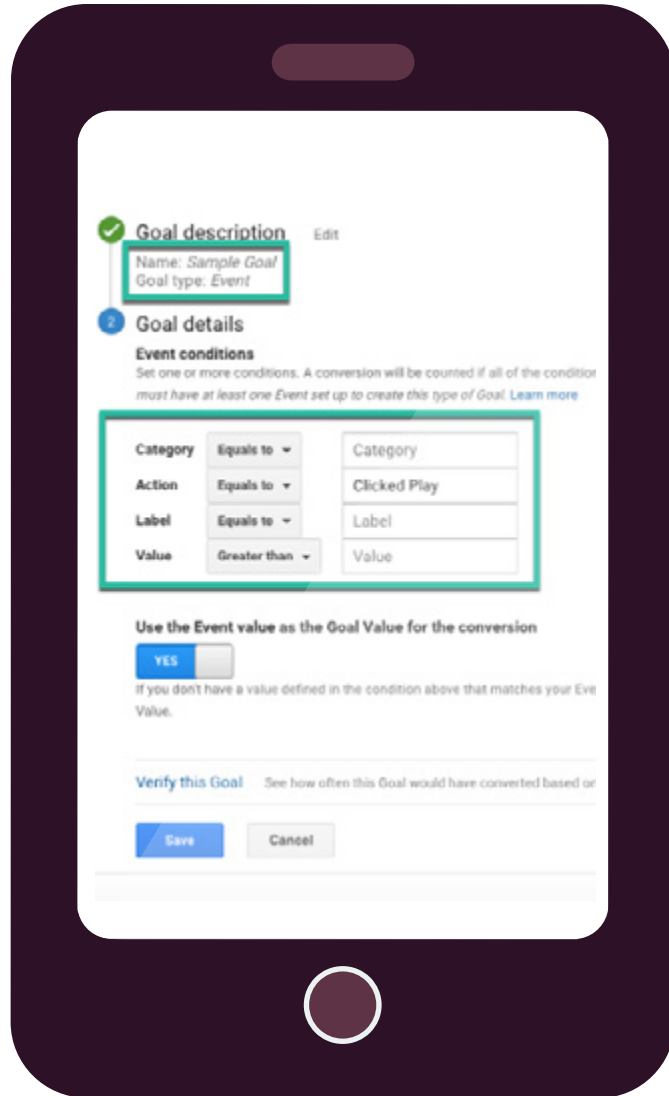 Goal description Edit
Name: Sample Goal
Goal type: Event
2 Goal details
Event conditions
Set one or more conditions. A conversion will be counted if all of the condition
must have at least one Event set up to create this type of Goal. Learn more
Category Equals to Category
Action Equals to Clicked Play
Label Equals to Label
Value Greater than Value
Use the Event value as the Goal Value for the conversion
YES
If you don't have a value defined in the condition above that matches your Eve
Value.
Verify this Goal See how often this Goal would have converted based on
Save Cancel